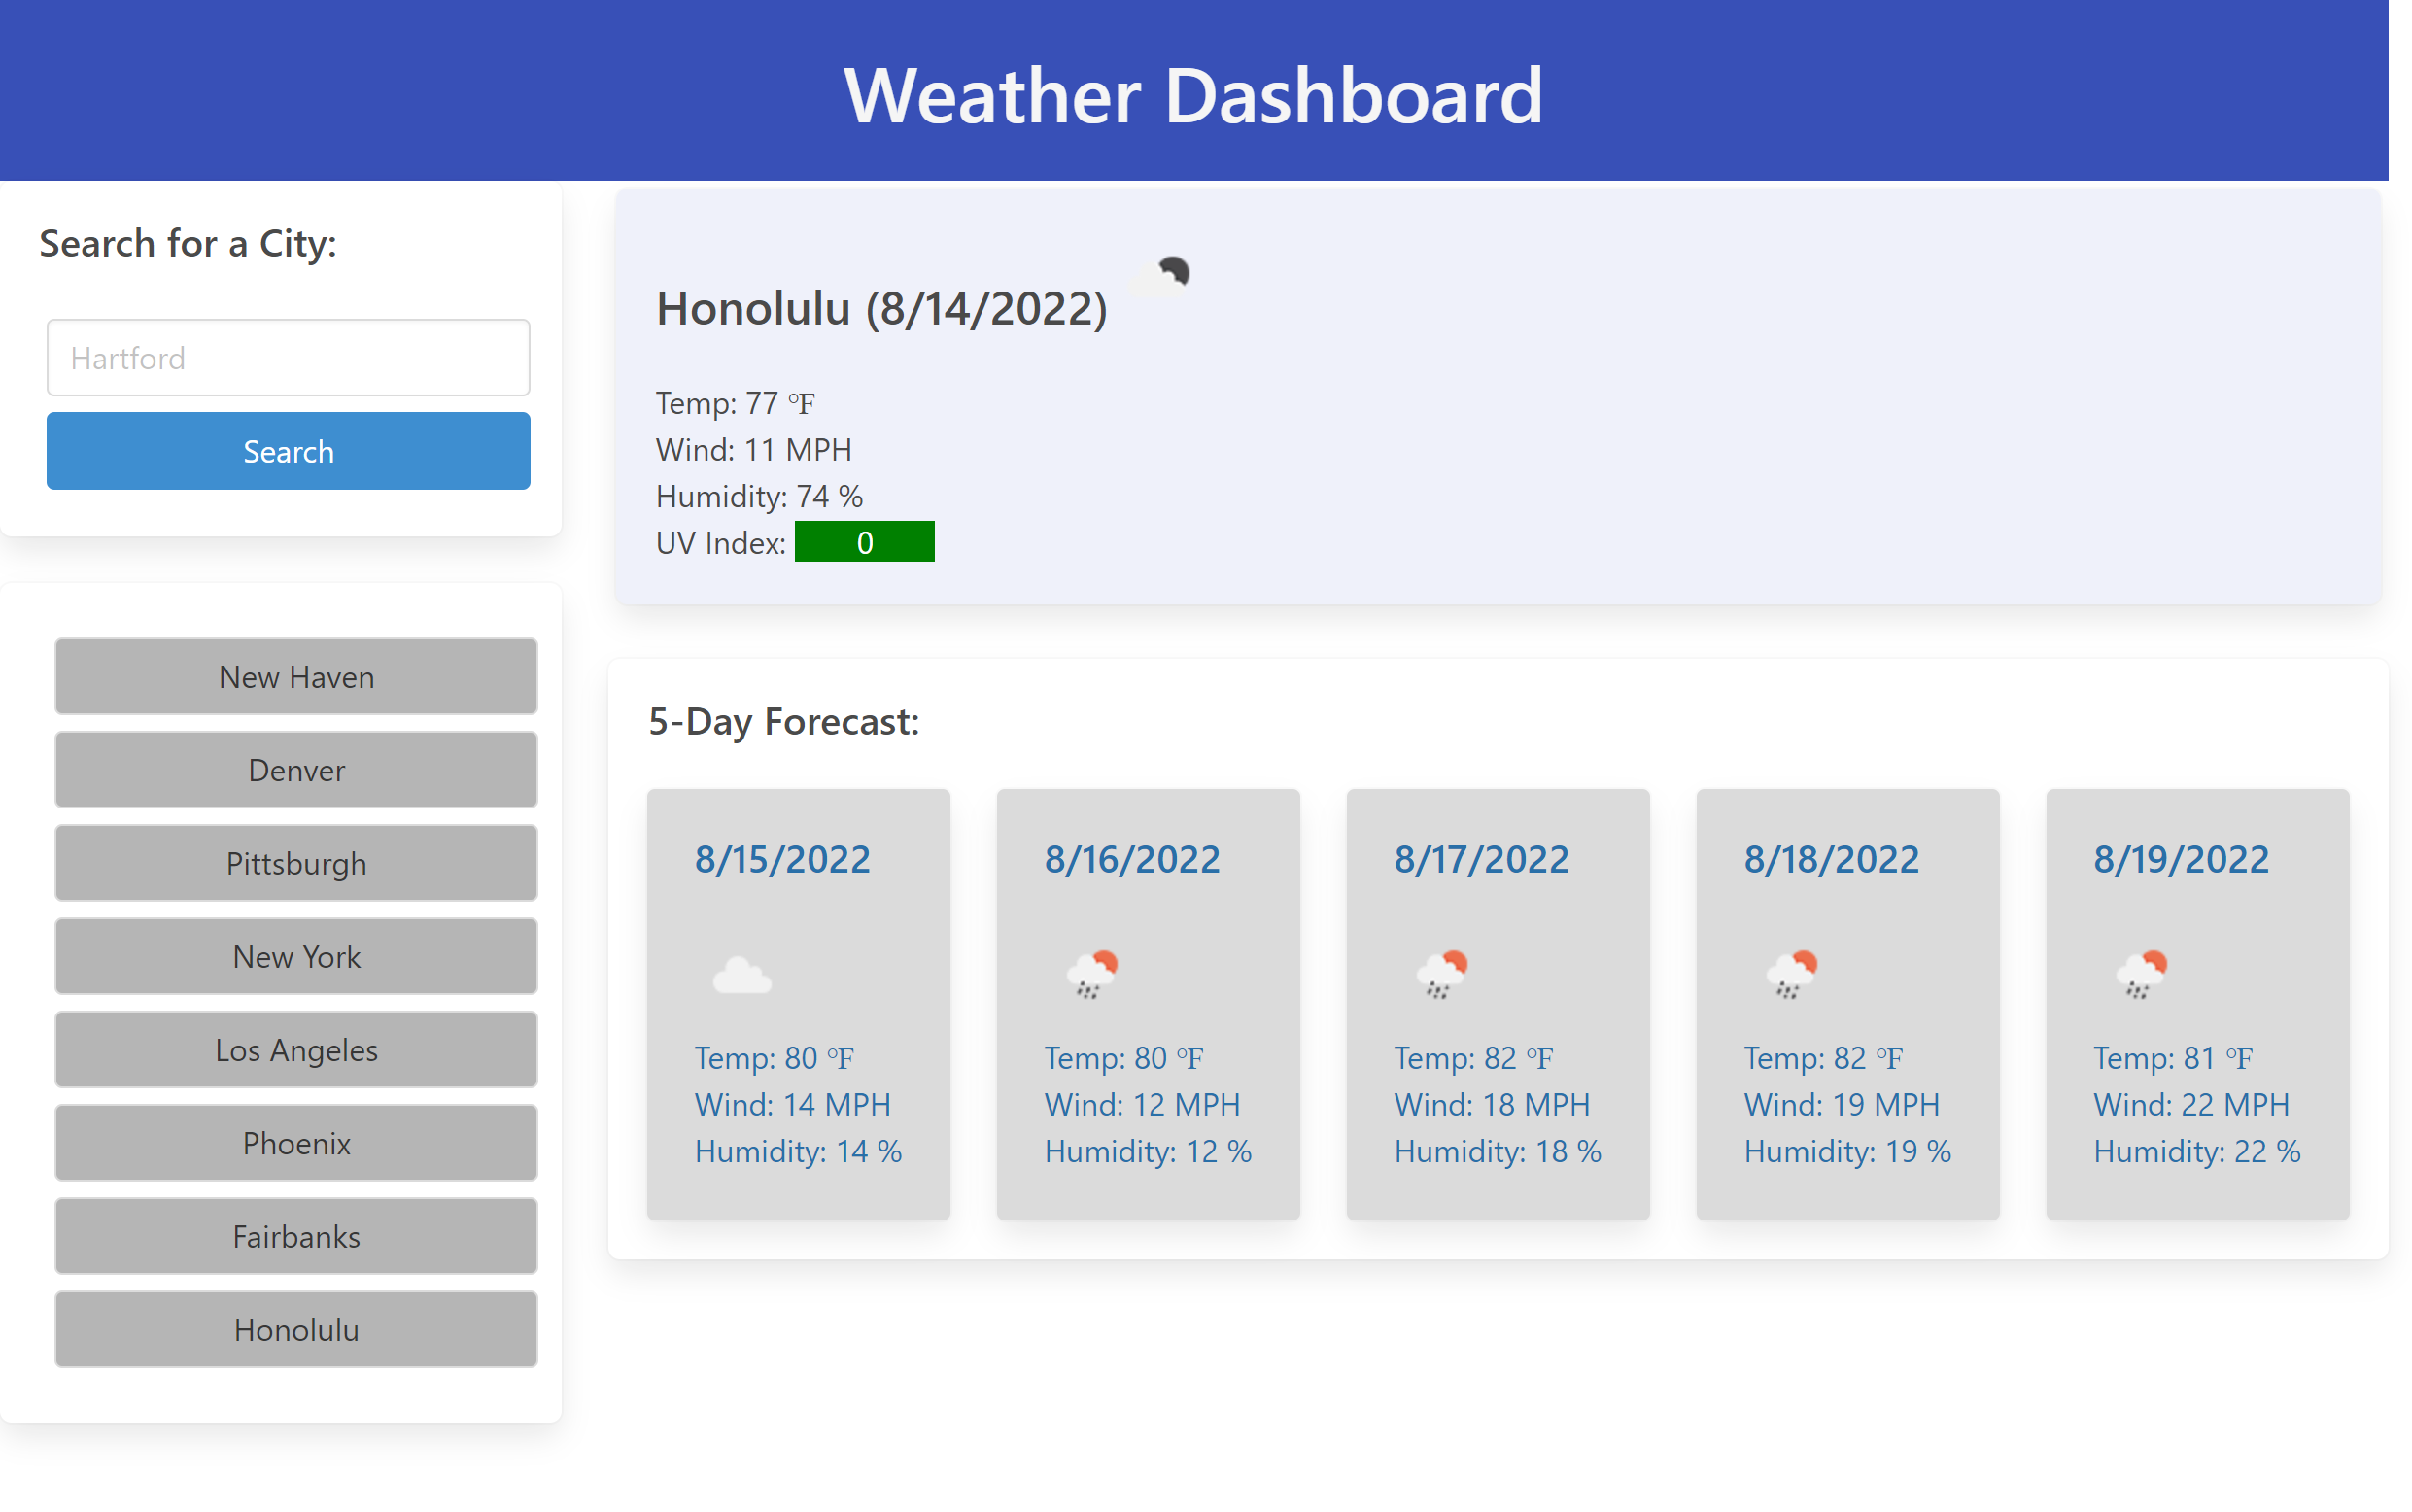 Weather Dashboard
Search for a City:
Hartford
Search
New Haven
Denver
Pittsburgh
New York
Los Angeles
Phoenix
Fairbanks
Honolulu
Honolulu (8/14/2022)
Temp: 77 °F
Wind: 11 MPH
Humidity: 74 %
UV Index: 0
5-Day Forecast:
8/15/2022
Temp: 80 °F
Wind: 14 MPH
Humidity: 14 %
8/16/2022
Temp: 80 °F
Wind: 12 MPH
Humidity: 12 %
8/17/2022
Temp: 82 °F
Wind: 18 MPH
Humidity: 18 %
8/18/2022
Temp: 82 °F
Wind: 19 MPH
Humidity: 19 %
8/19/2022
Temp: 81 °F
Wind: 22 MPH
Humidity: 22 %